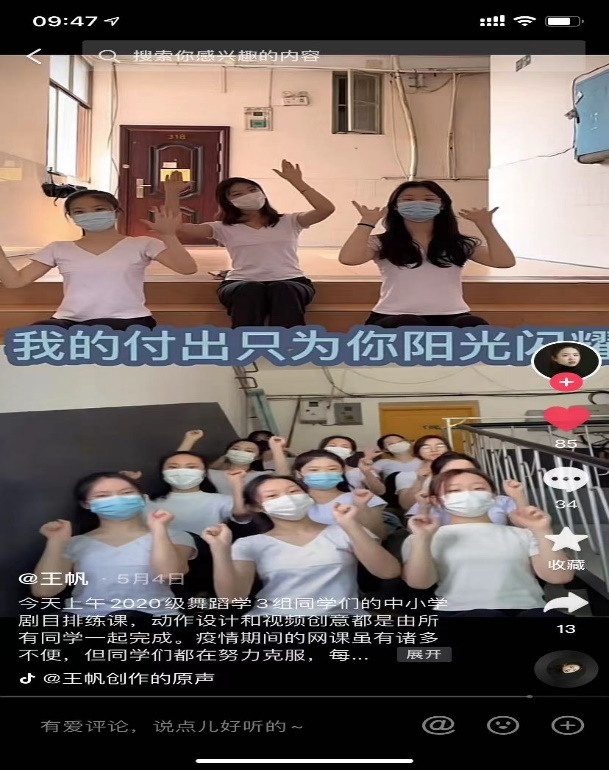 09:47
搜索你感兴趣的内容
318
我的付出只为你阳光闪耀
85
34
收藏
13
@王帆 · 5月4日
今天上午2020级舞蹈学3组同学们的中小学
剧目排练课，动作设计和视频创意都是由所
有同学一起完成。疫情期间的网课虽有诸多
不便，但同学们都在努力克服，每... 展开
@王帆创作的原声
有爱评论，说点儿好听的~